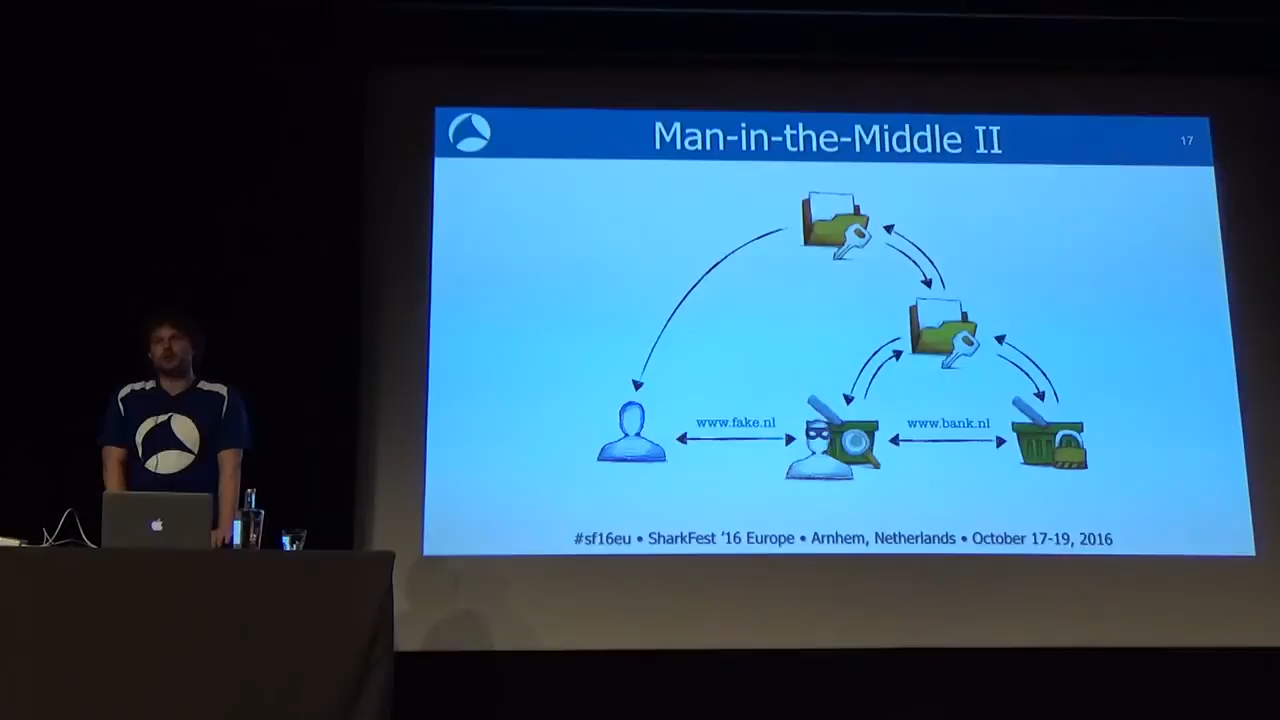 Man-in-the-Middle II
17
www.fake.nl
www.bank.nl
#sf16eu • SharkFest '16 Europe • Arnhem, Netherlands • October 17-19, 2016